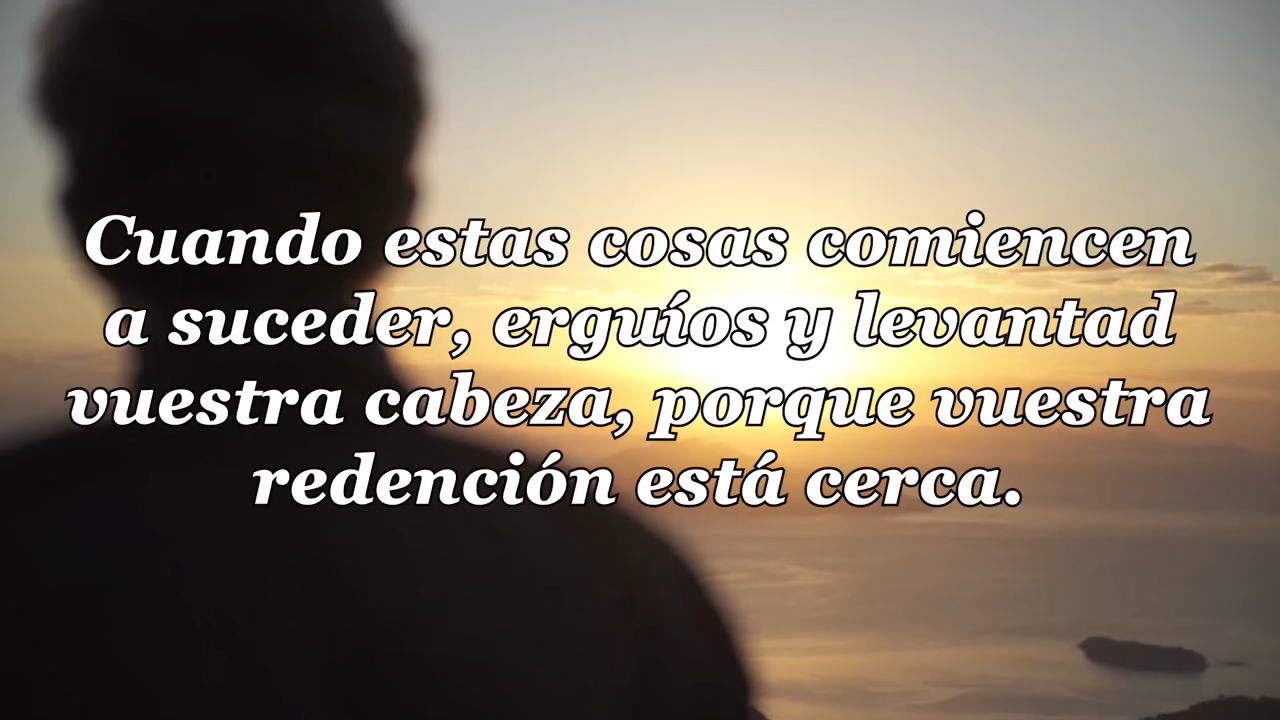 Cuando estas cosas comiencen
a suceder, erguíos y levantad
vuestra cabeza, porque vuestra
redención está cerca.